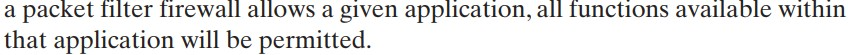 a packet filter firewall allows a given application, all functions available within
that application will be permitted.